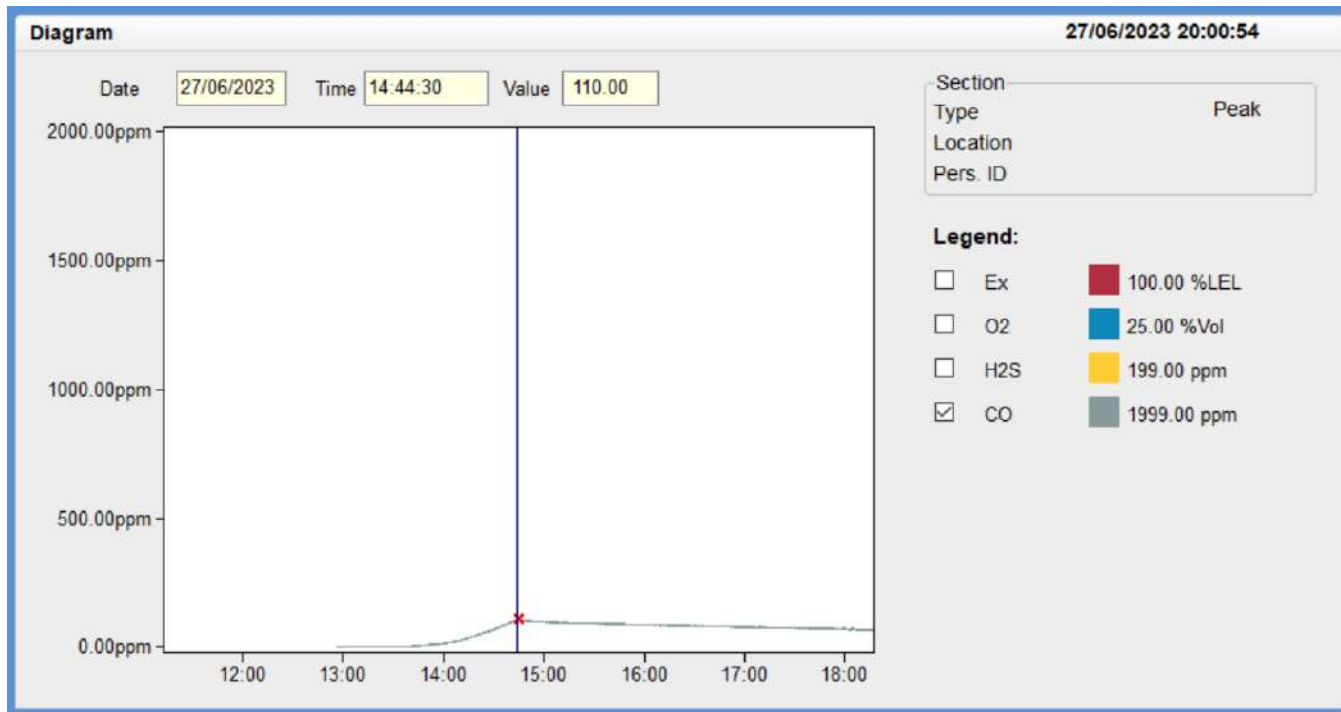 Diagram 27/06/2023 20:00:54
Date 27/06/2023 Time 14:44:30 Value 110.00
Section
Type Peak
Location
Pers. ID
2000.00ppm
1500.00ppm
1000.00ppm
500.00ppm
0.00ppm
12:00 13:00 14:00 15:00 16:00 17:00 18:00
Legend:
Ex 100.00 %LEL
O2 25.00 %Vol
H2S 199.00 ppm
CO 1999.00 ppm